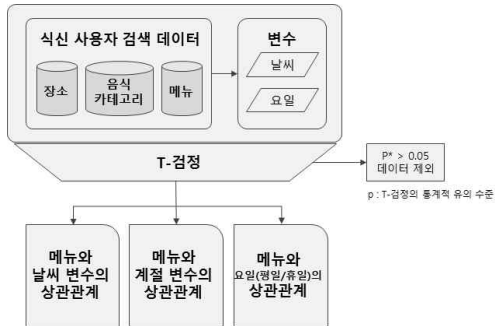 식신 사용자 검색 데이터
변수
장소
음식
카테고리
메뉴
날씨
요일
T-검정
P* > 0.05
데이터 제외
p : T-검정의 통계적 유의 수준
메뉴와
날씨 변수의
상관관계
메뉴와
계절 변수의
상관관계
메뉴와
요일(평일/휴일)의
상관관계